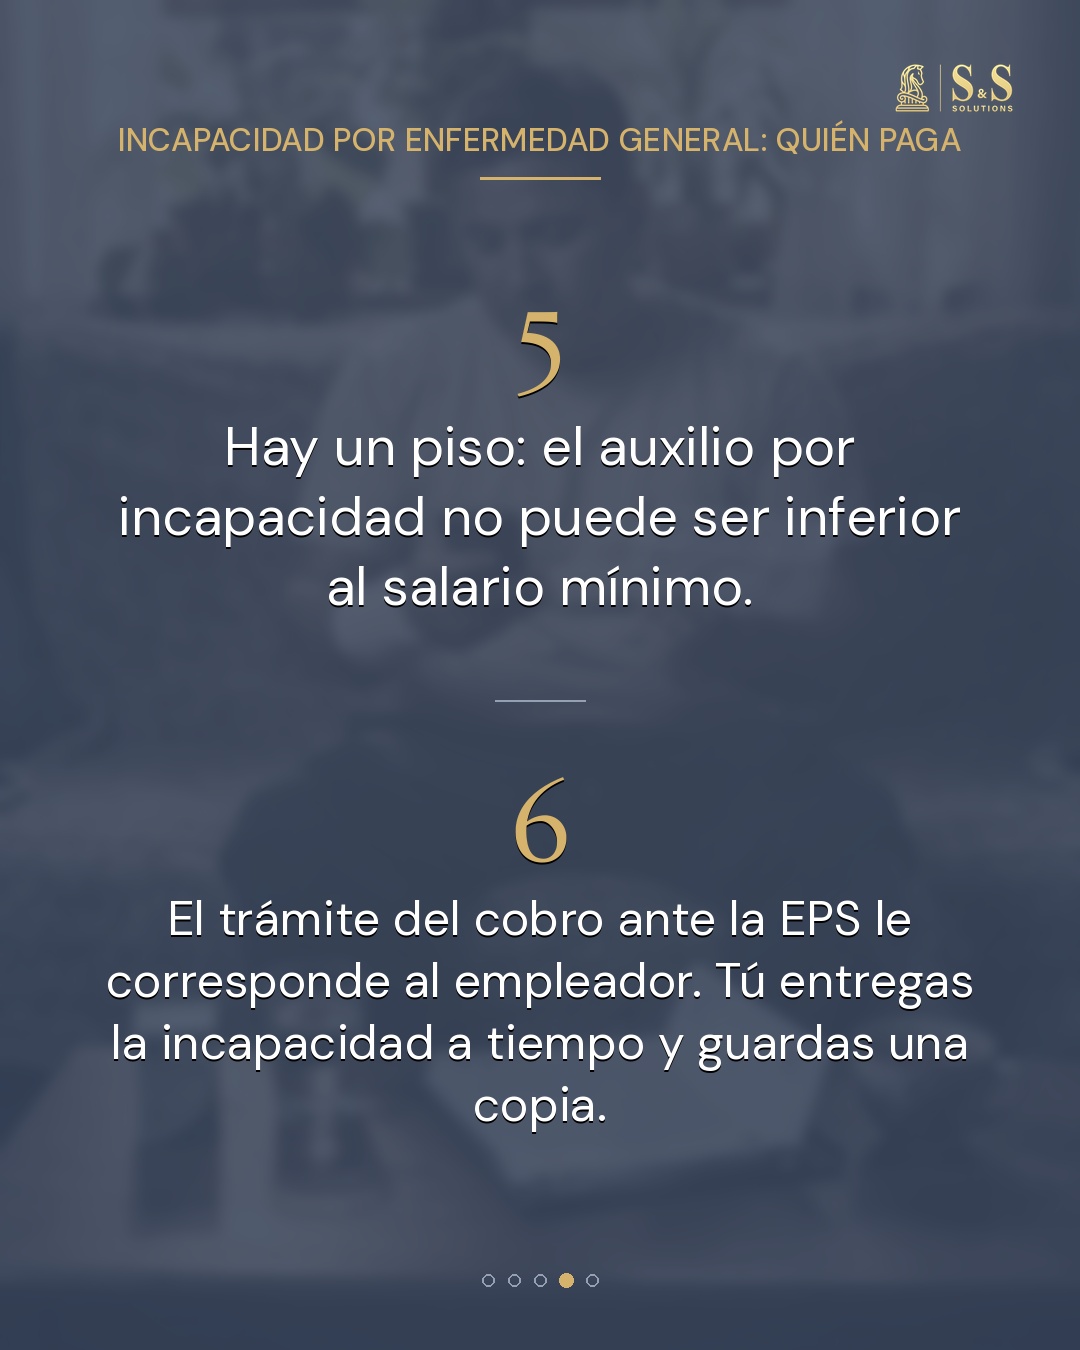 S&S
SOLUTIONS
INCAPACIDAD POR ENFERMEDAD GENERAL: QUIÉN PAGA
5
Hay un piso: el auxilio por
incapacidad no puede ser inferior
al salario mínimo.
6
El trámite del cobro ante la EPS le
corresponde al empleador. Tú entregas
la incapacidad a tiempo y guardas una
copia.